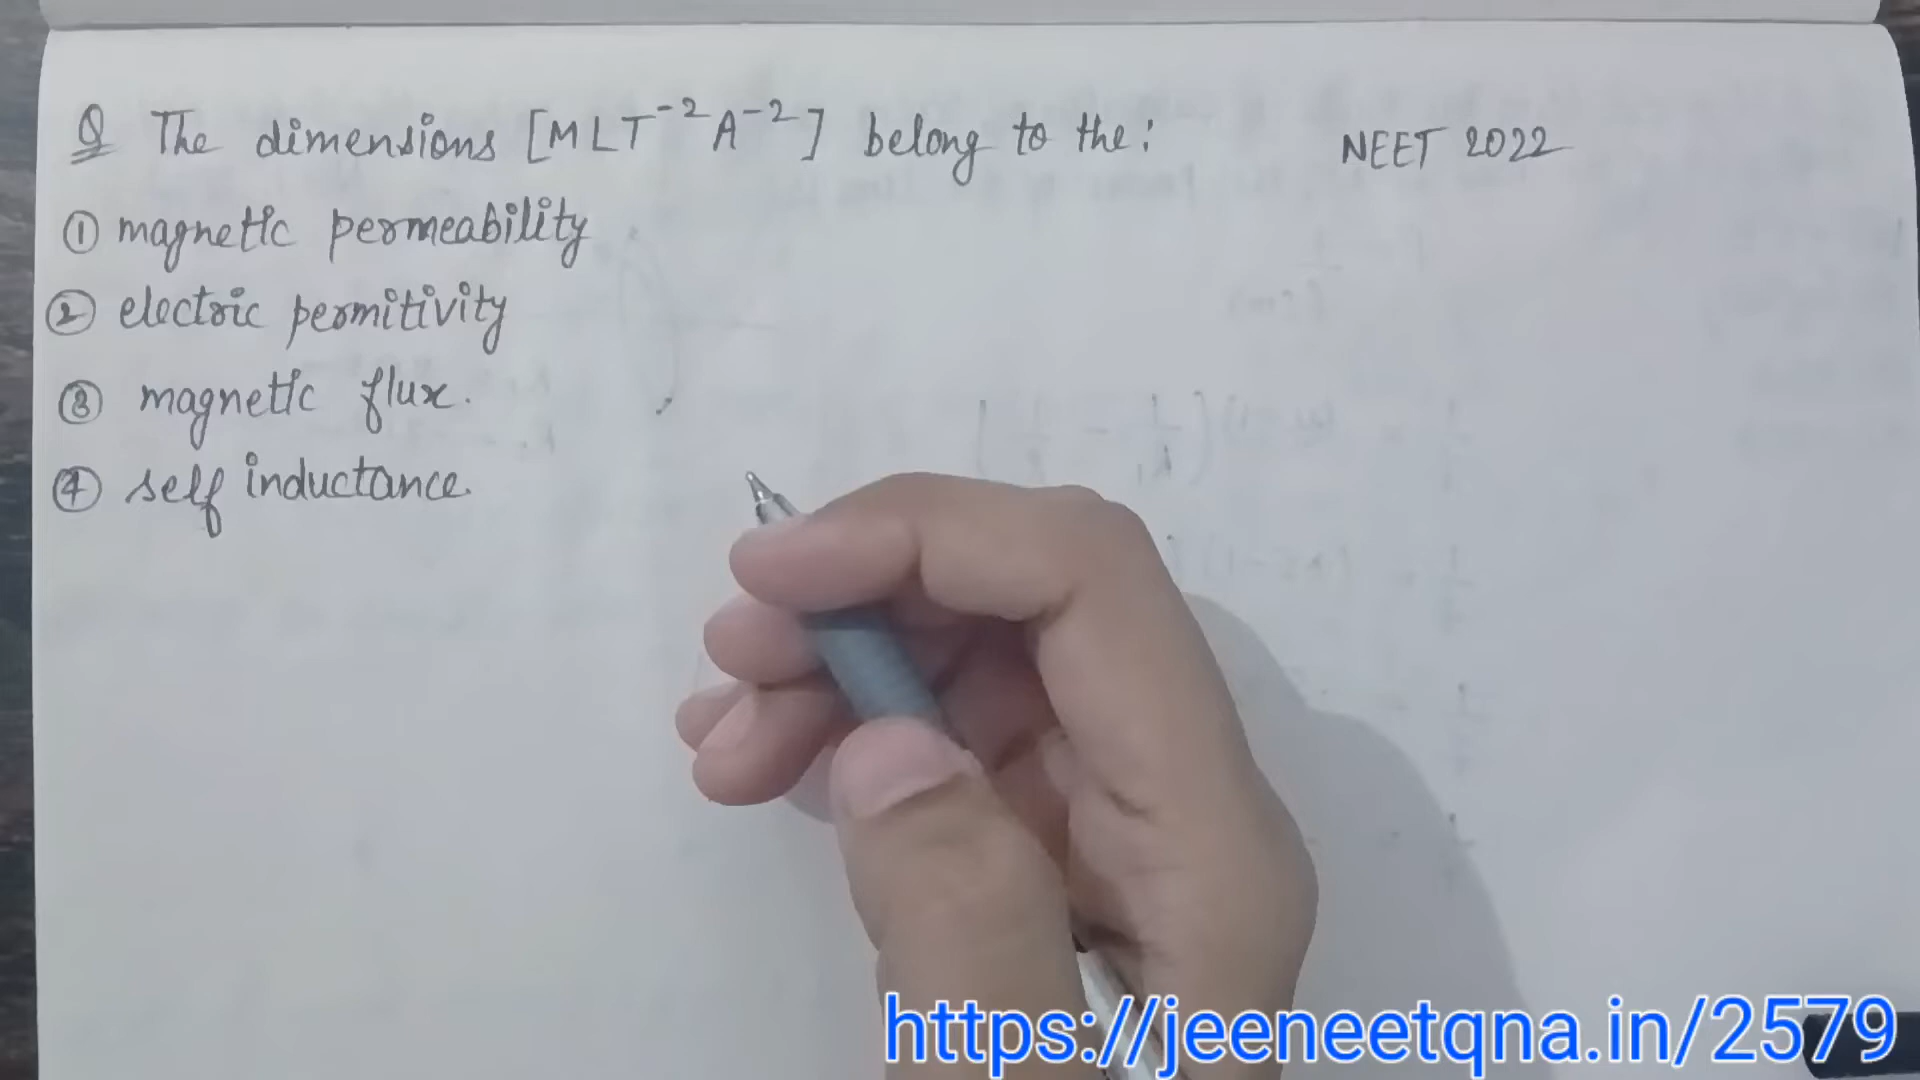 Q The dimensions [MLT⁻²A⁻²] belong to the: NEET 2022
① magnetic permeability
② electric permitivity
③ magnetic flux.
④ self inductance.
https://jeeneetqna.in/2579